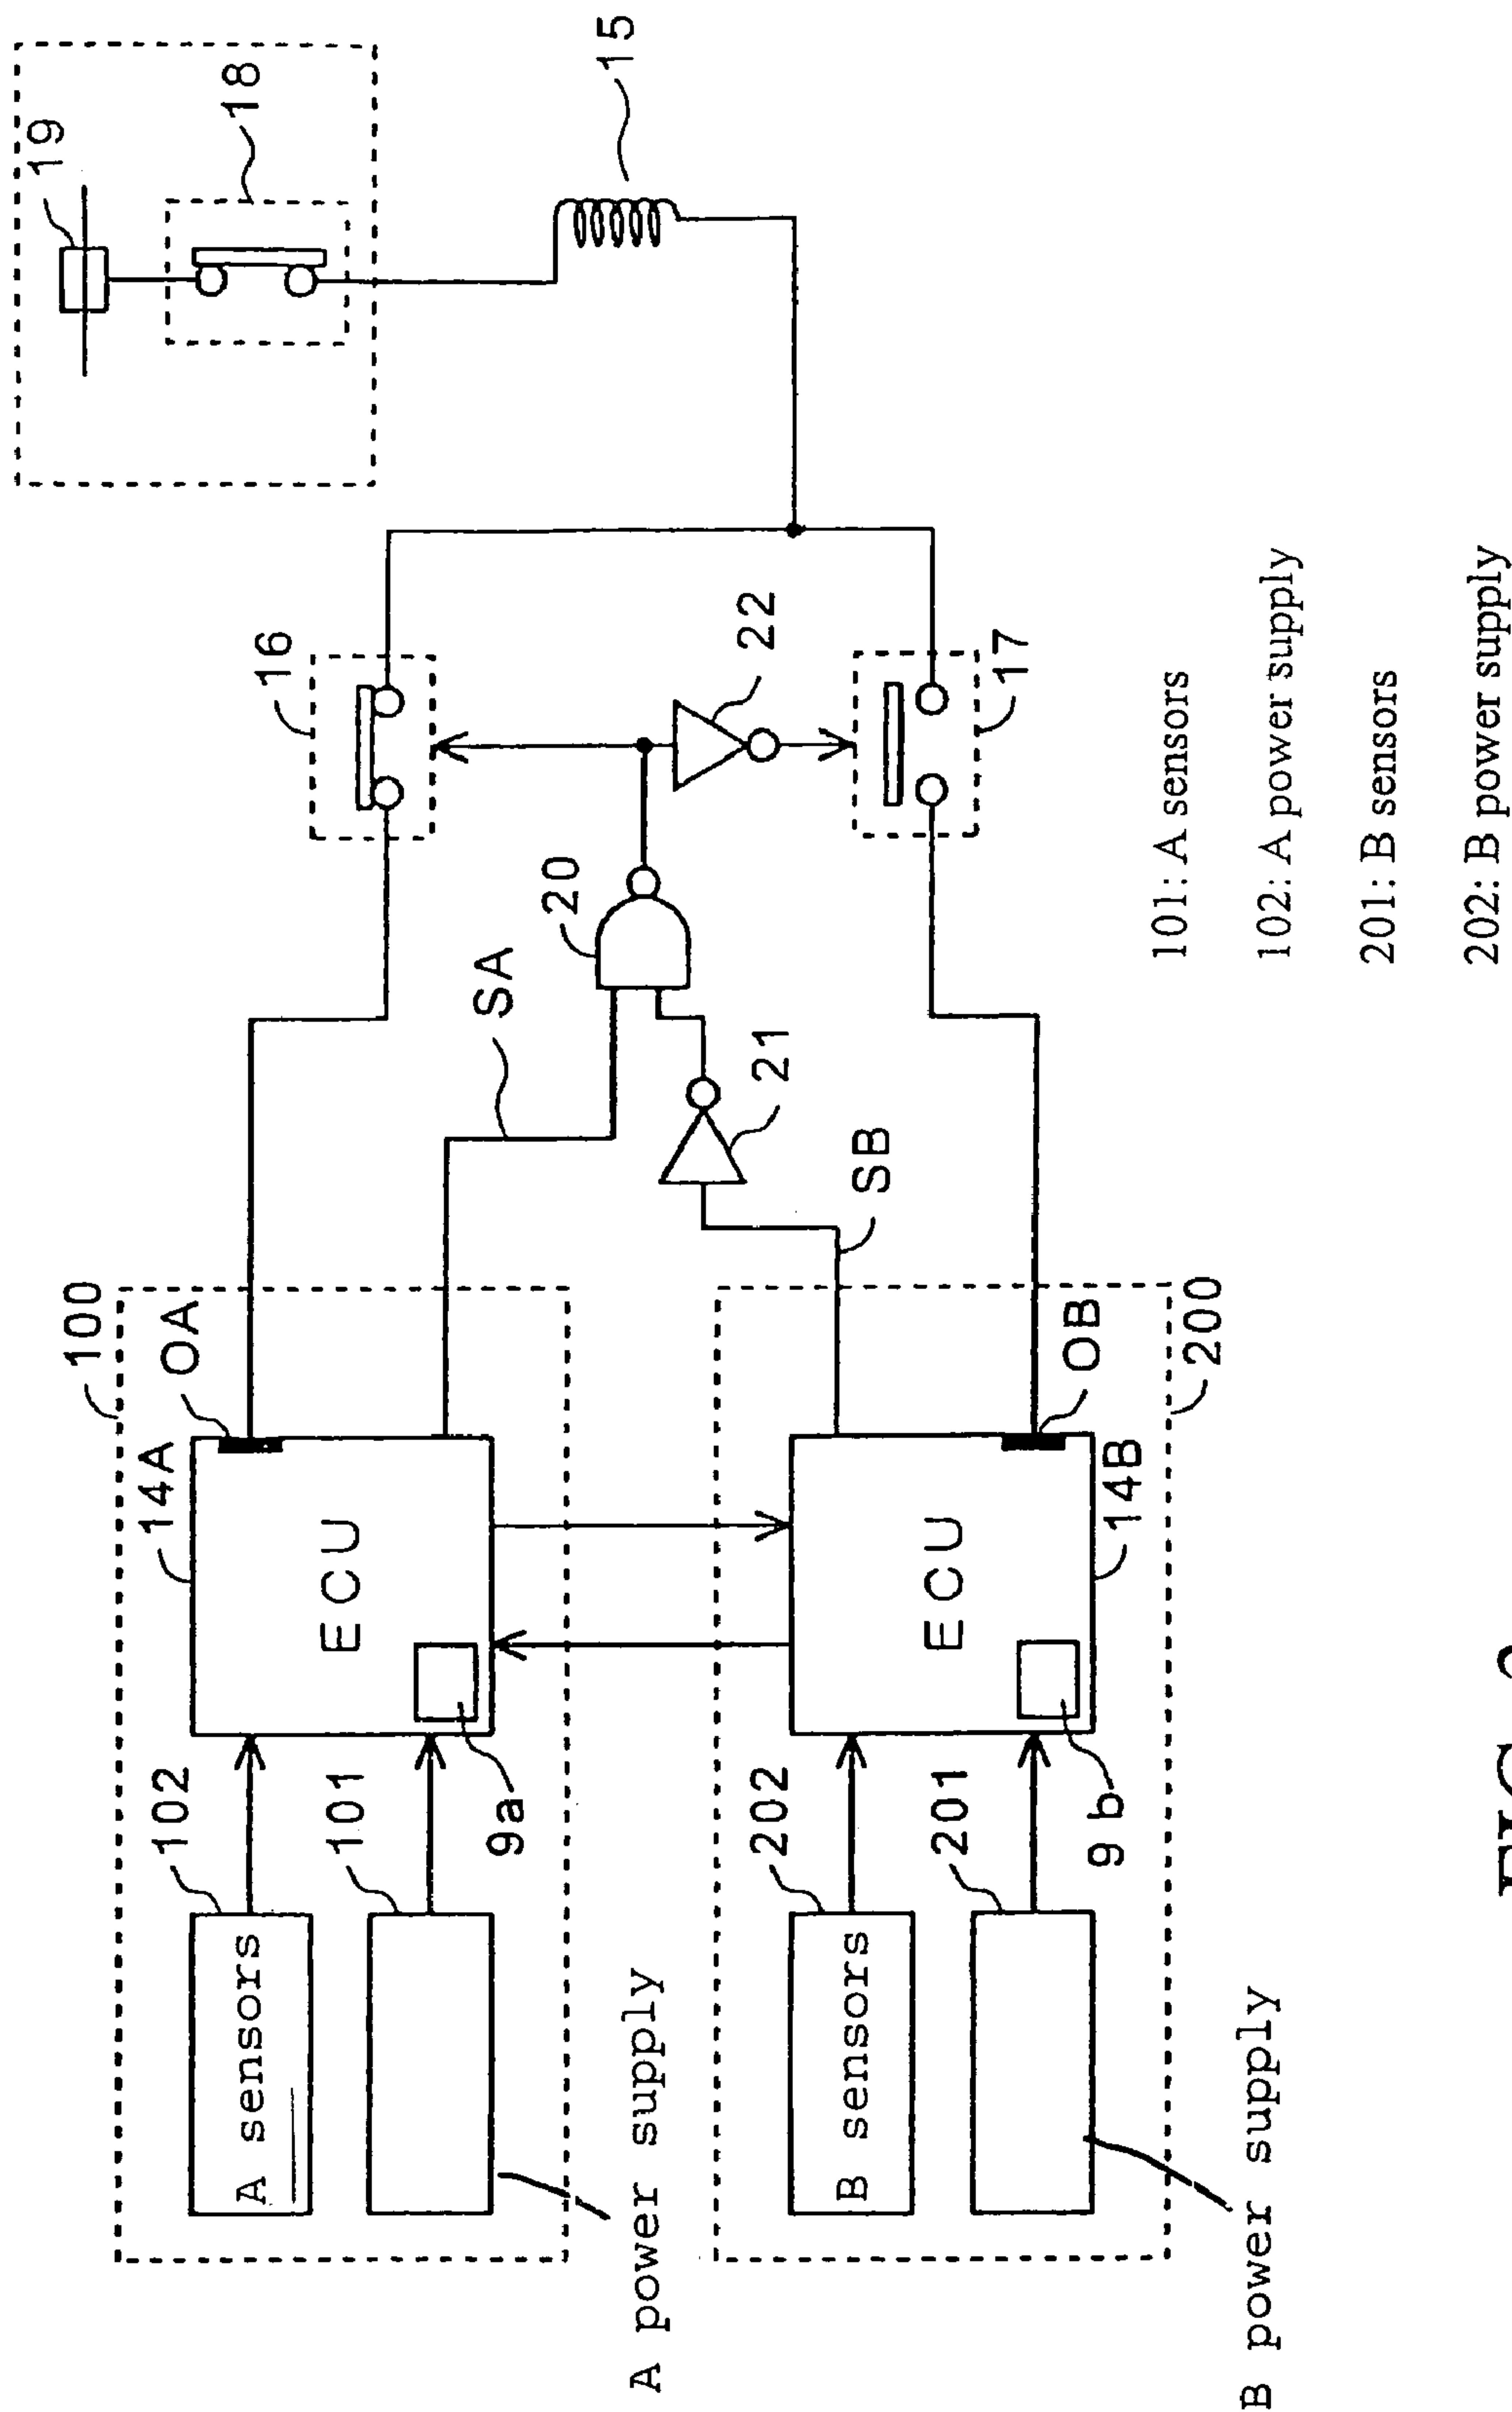 100
14A
OA
102
A sensors
101
9a
ECU
A power supply
SA
16
19
18
15
20
22
21
SB
17
200
14B
OB
202
B sensors
201
9b
ECU
B power supply
101: A sensors
102: A power supply
201: B sensors
202: B power supply